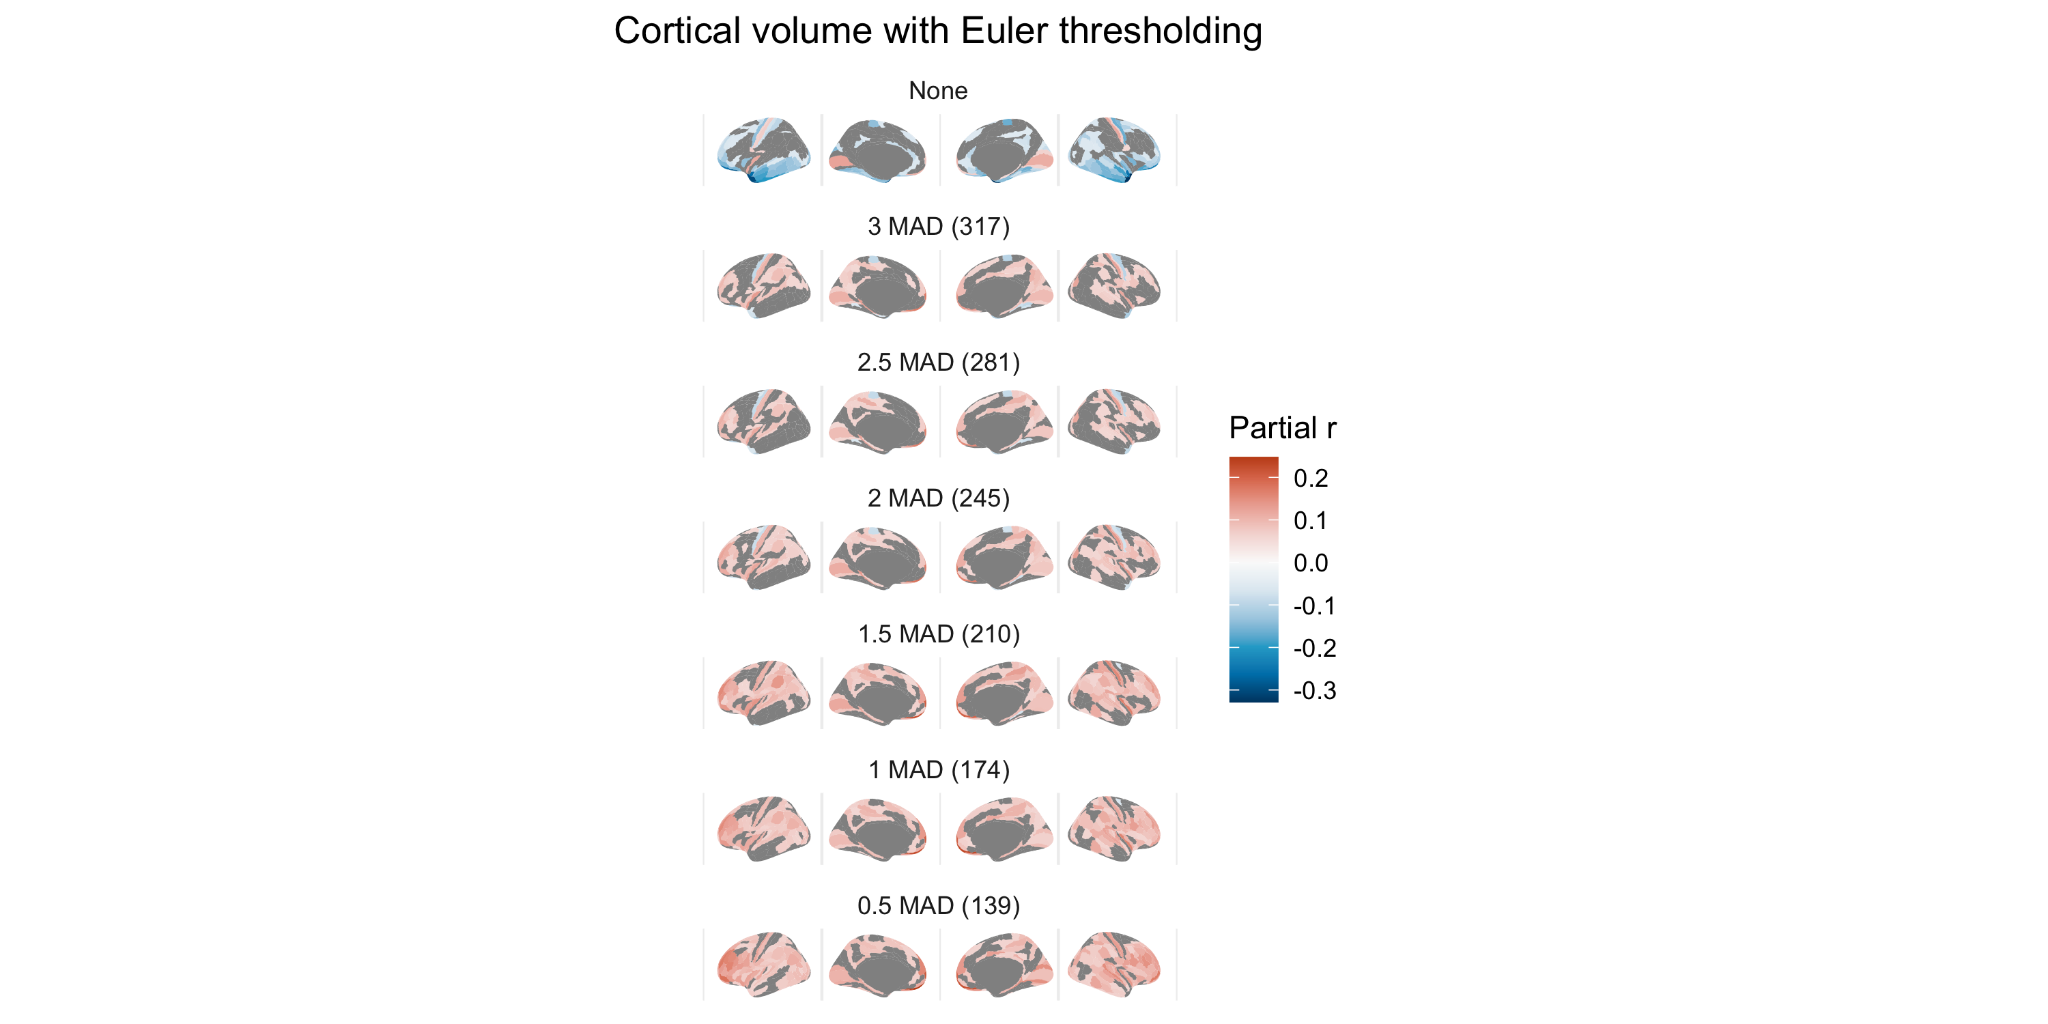 Cortical volume with Euler thresholding
None
3 MAD (317)
2.5 MAD (281)
2 MAD (245)
1.5 MAD (210)
1 MAD (174)
0.5 MAD (139)
Partial r
0.2
0.1
0.0
-0.1
-0.2
-0.3